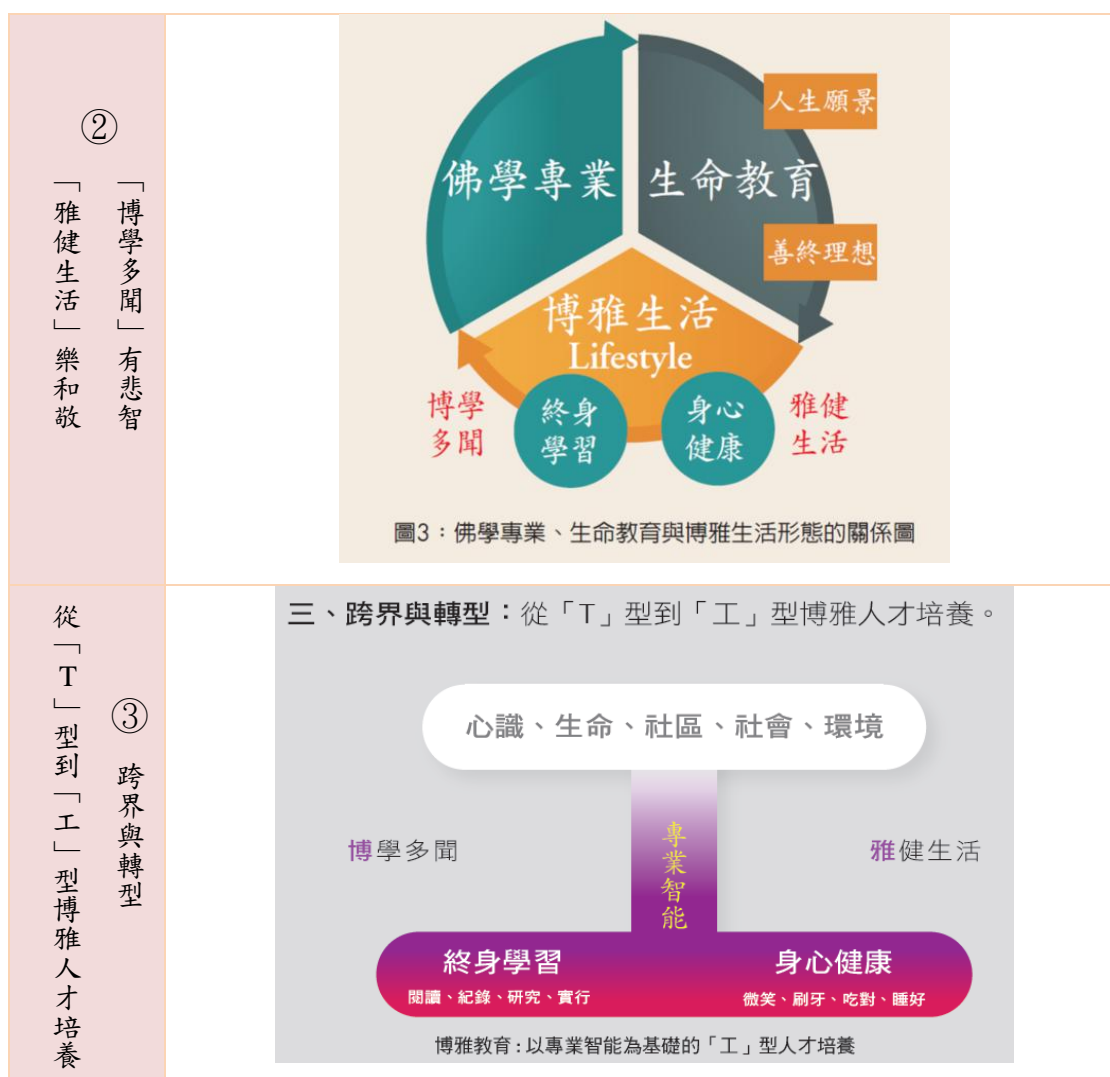 ②
「博學多聞」有悲智
「雅健生活」樂和敬
佛學專業
生命教育
人生願景
善終理想
博雅生活
Lifestyle
博學
多聞
終身
學習
身心
健康
雅健
生活
圖3：佛學專業、生命教育與博雅生活形態的關係圖
③ 跨界與轉型
從「T」型到「工」型博雅人才培養
三、跨界與轉型：從「T」型到「工」型博雅人才培養。
心識、生命、社區、社會、環境
博學多聞
專業智能
雅健生活
終身學習
閱讀、紀錄、研究、實行
身心健康
微笑、刷牙、吃對、睡好
博雅教育：以專業智能為基礎的「工」型人才培養